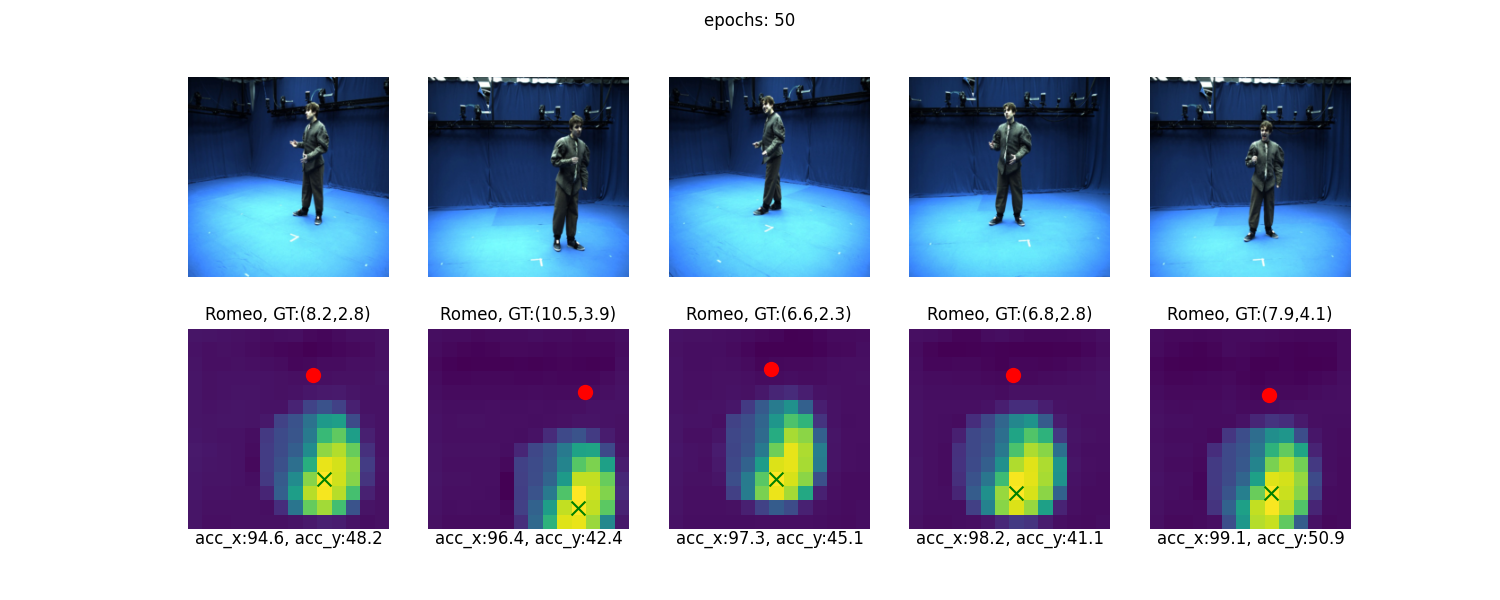 epochs: 50
Romeo, GT:(8.2,2.8)
Romeo, GT:(10.5,3.9)
Romeo, GT:(6.6,2.3)
Romeo, GT:(6.8,2.8)
Romeo, GT:(7.9,4.1)
acc_x:94.6, acc_y:48.2
acc_x:96.4, acc_y:42.4
acc_x:97.3, acc_y:45.1
acc_x:98.2, acc_y:41.1
acc_x:99.1, acc_y:50.9